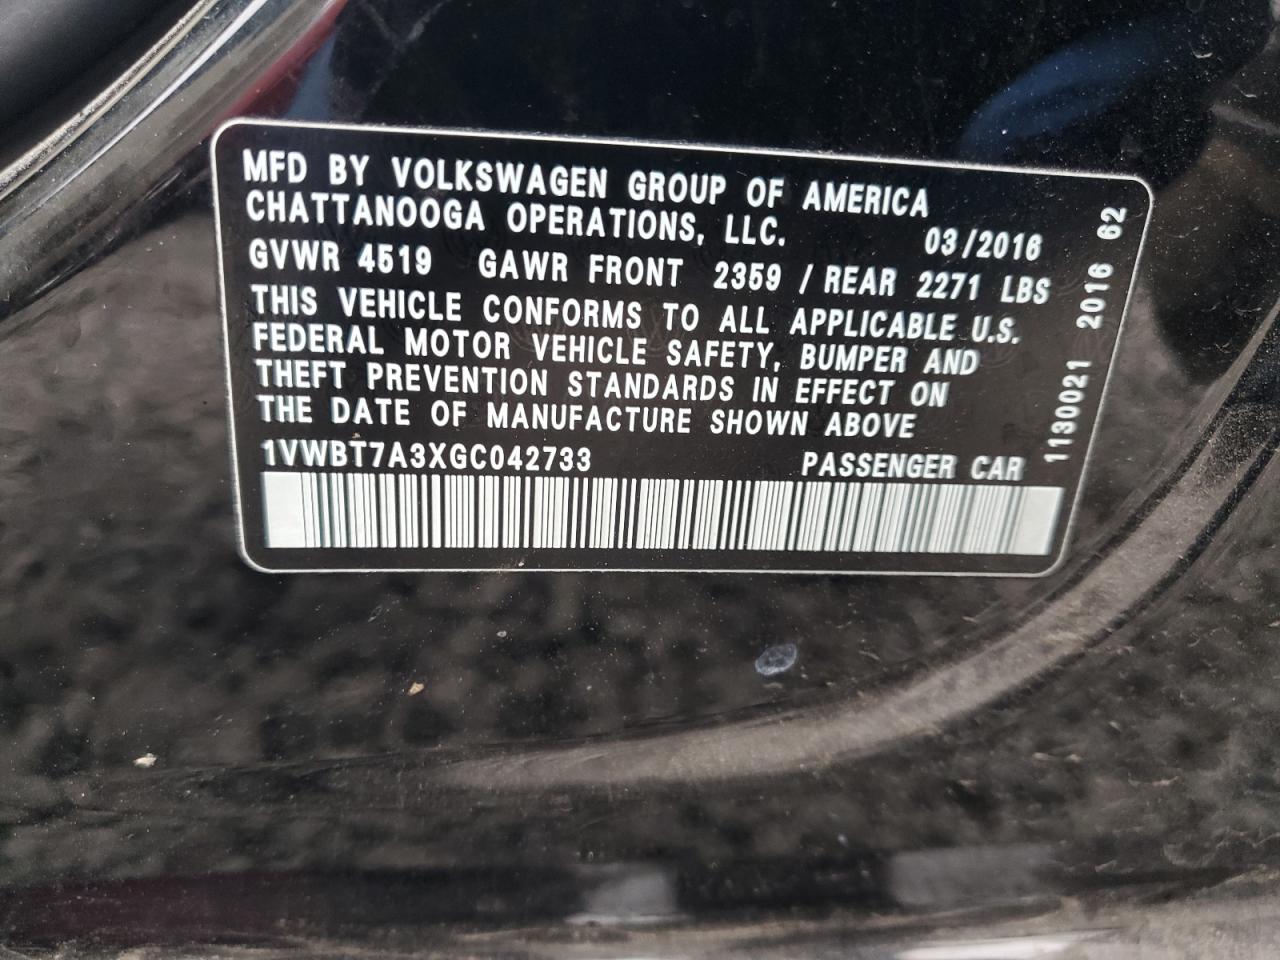 MFD BY VOLKSWAGEN GROUP OF AMERICA
CHATTANOOGA OPERATIONS, LLC.
03/2016
GVWR 4519 GAWR FRONT 2359 / REAR 2271 LBS
THIS VEHICLE CONFORMS TO ALL APPLICABLE U.S.
FEDERAL MOTOR VEHICLE SAFETY, BUMPER AND
THEFT PREVENTION STANDARDS IN EFFECT ON
THE DATE OF MANUFACTURE SHOWN ABOVE
1VWBT7A3XGC042733 PASSENGER CAR
1130021 2016 62